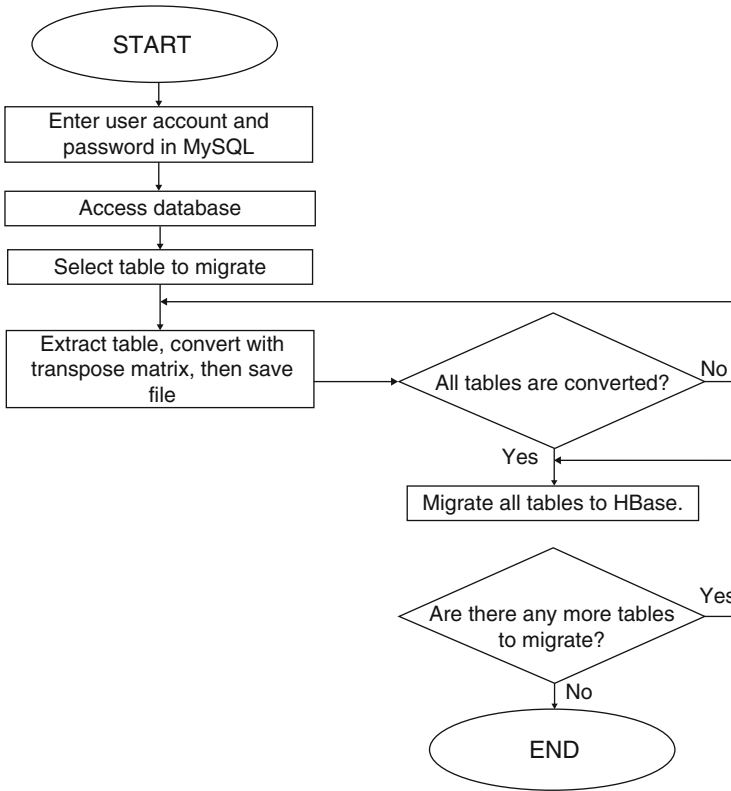 START
Enter user account and
password in MySQL
Access database
Select table to migrate
Extract table, convert with
transpose matrix, then save
file
All tables are converted?
No
Yes
Migrate all tables to HBase.
Are there any more tables
to migrate?
Yes
No
END